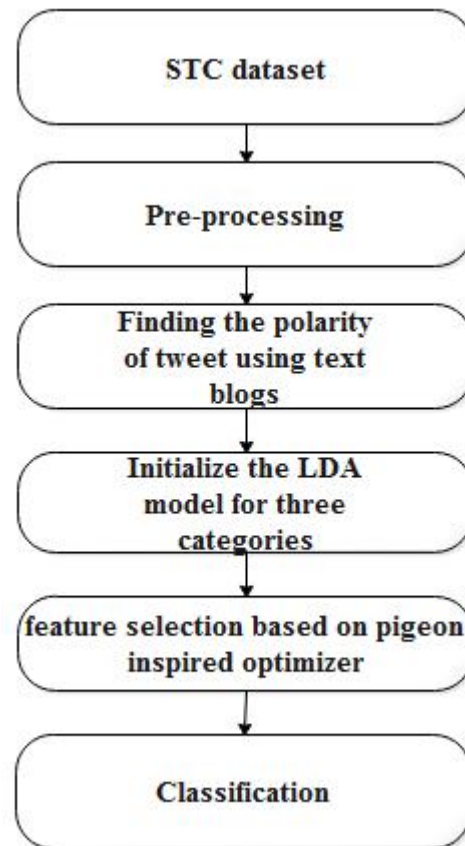 STC dataset
Pre-processing
Finding the polarity
of tweet using text
blogs
Initialize the LDA
model for three
categories
feature selection based on pigeon
inspired optimizer
Classification